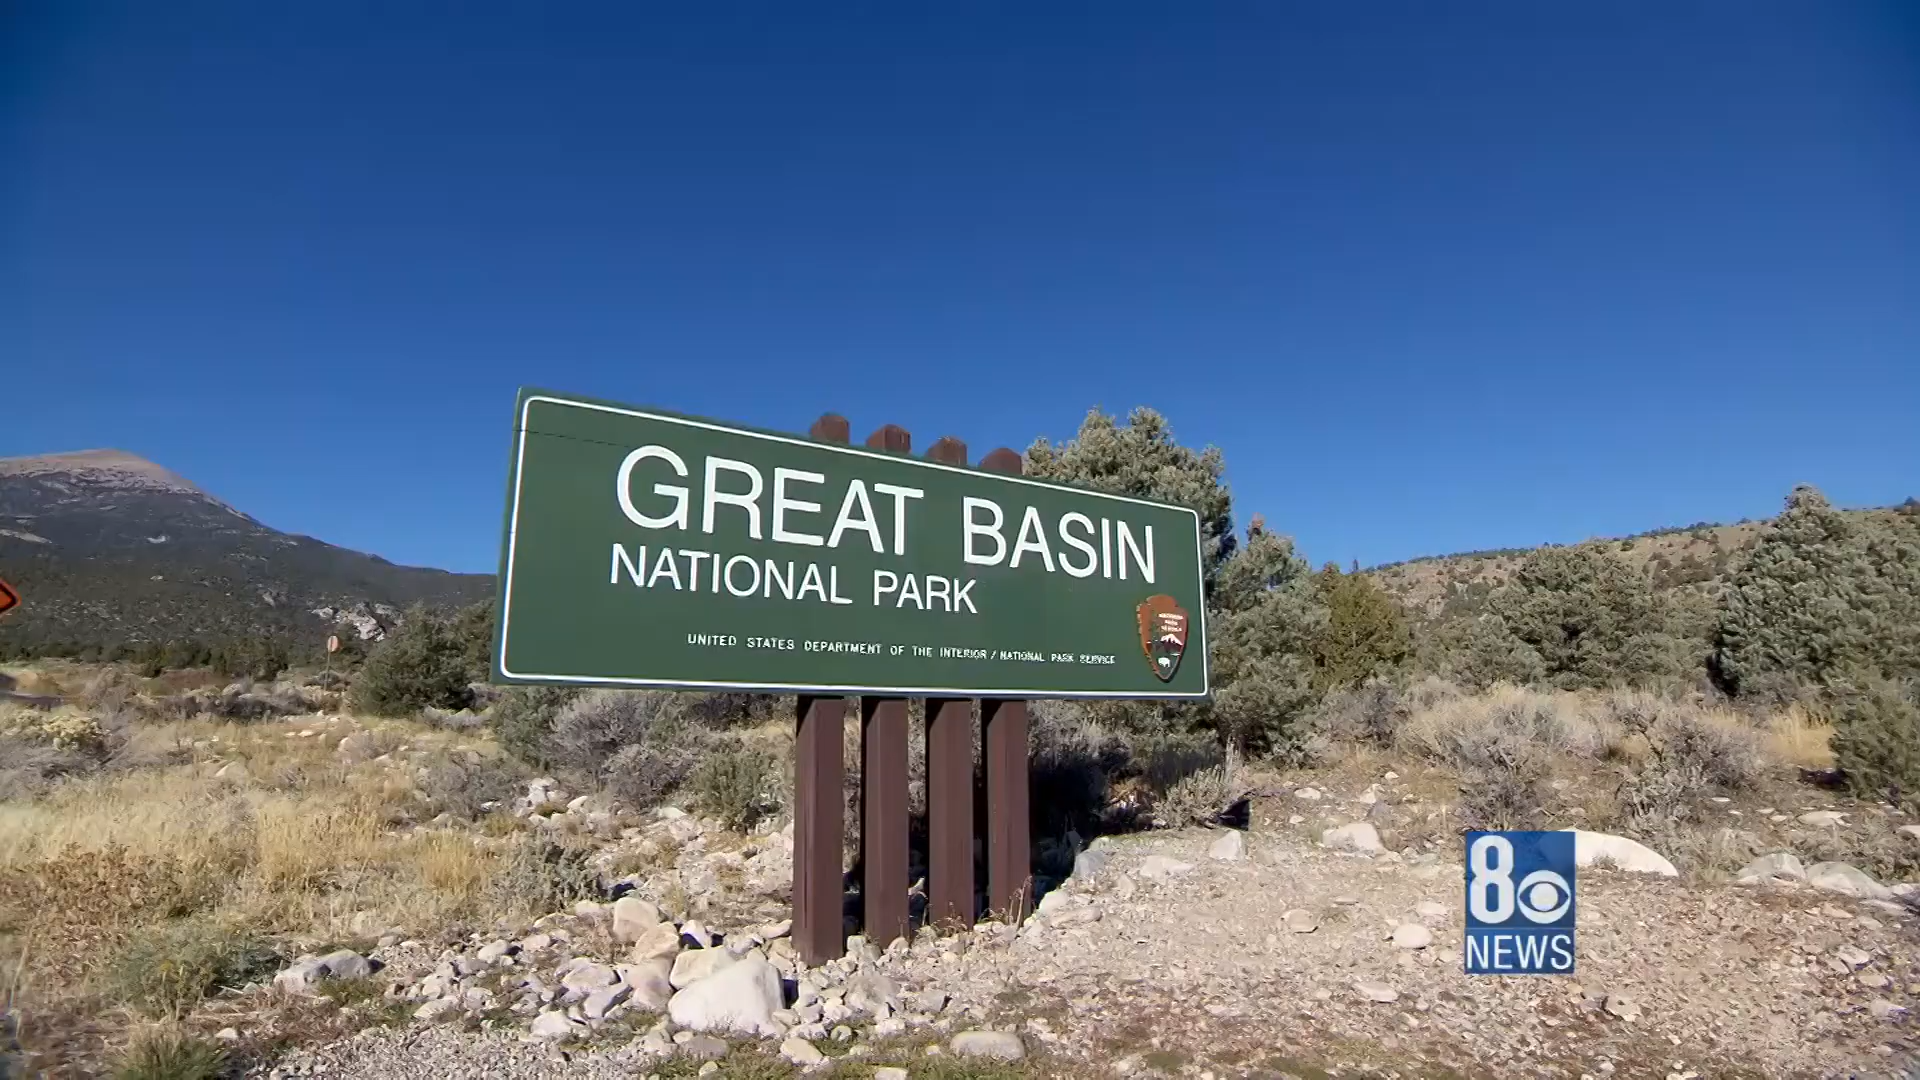 GREAT BASIN
NATIONAL PARK
UNITED STATES DEPARTMENT OF THE INTERIOR / NATIONAL PARK SERVICE
8
NEWS